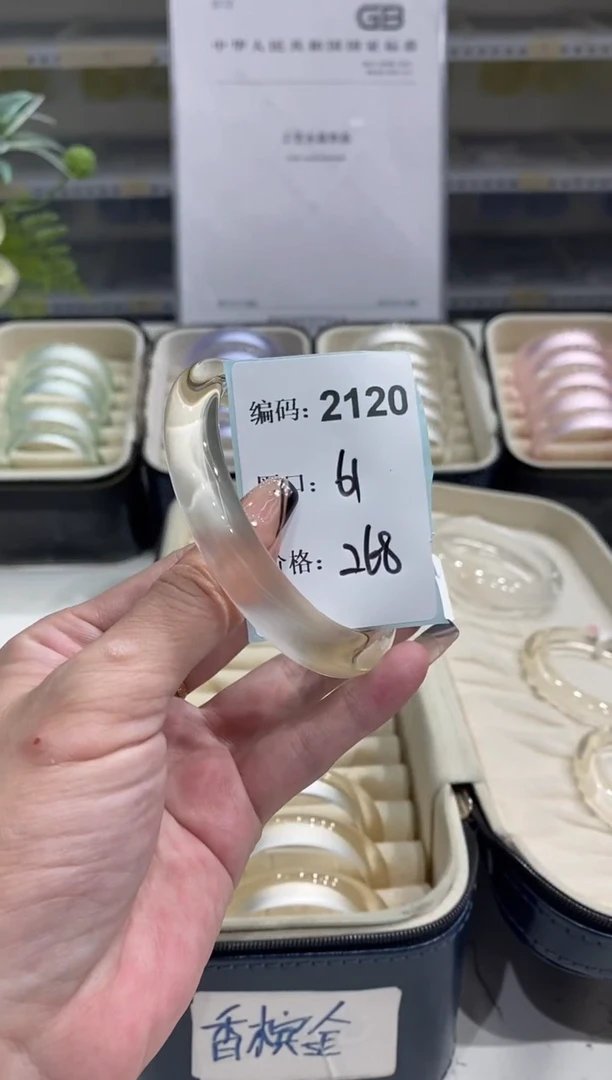 GB
中华人民共和国国家标准
编码：2120
口：61
价格：268
香槟金